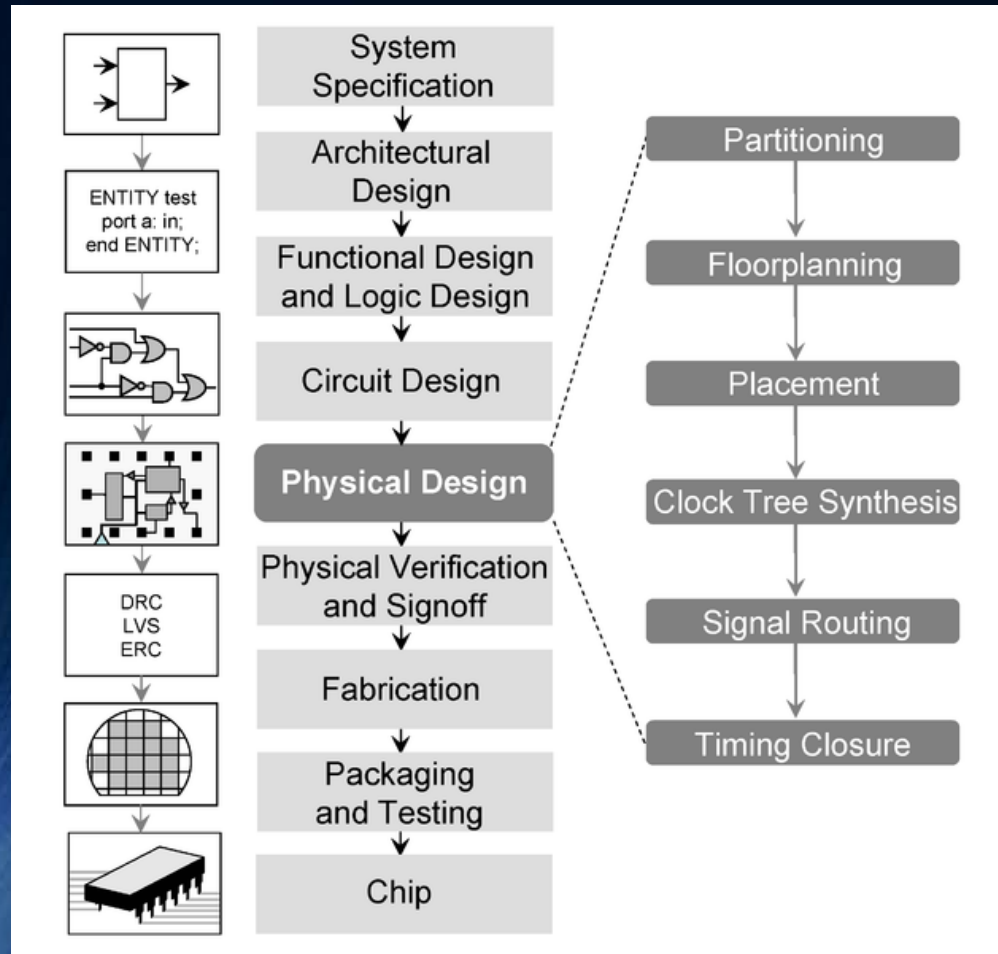 ENTITY test
port a: in;
end ENTITY;
DRC
LVS
ERC
System
Specification
Architectural
Design
Functional Design
and Logic Design
Circuit Design
Physical Design
Physical Verification
and Signoff
Fabrication
Packaging
and Testing
Chip
Partitioning
Floorplanning
Placement
Clock Tree Synthesis
Signal Routing
Timing Closure